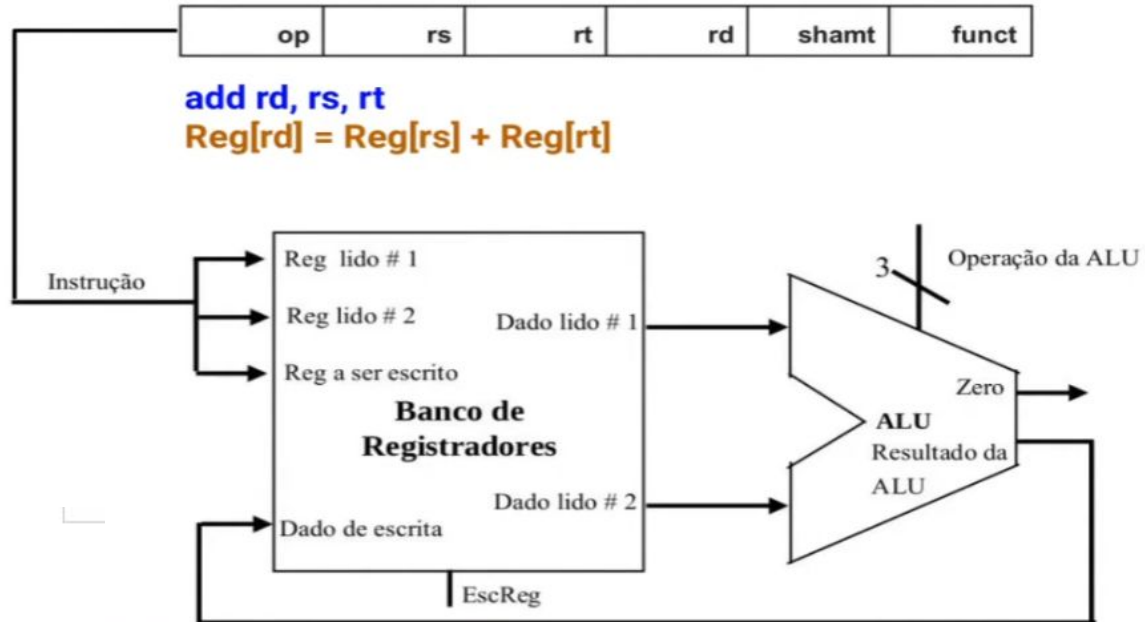 op rs rt rd shamt funct
add rd, rs, rt
Reg[rd] = Reg[rs] + Reg[rt]
Instrução
Reg lido # 1
Reg lido # 2
Reg a ser escrito
Banco de
Registradores
Dado lido # 1
Dado lido # 2
Dado de escrita
EscReg
3
Operação da ALU
Zero
ALU
Resultado da
ALU